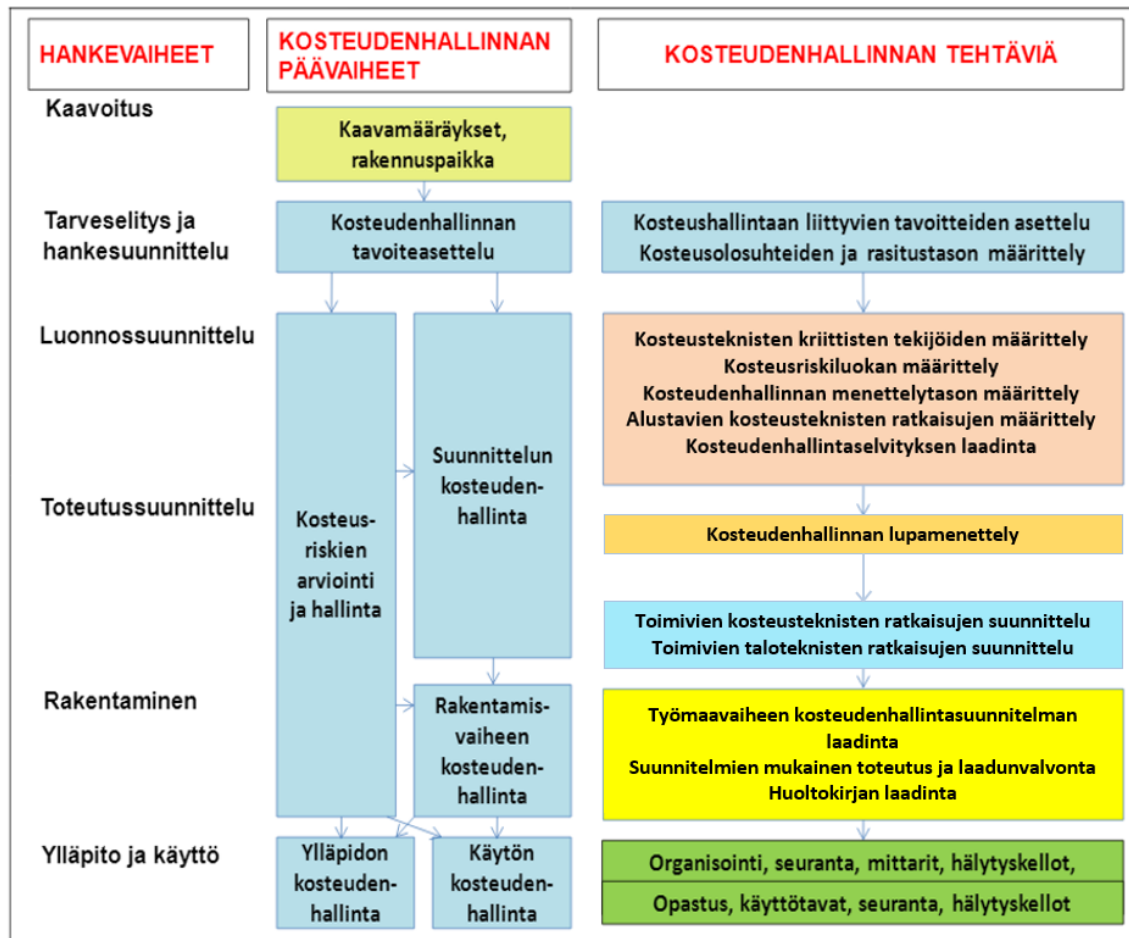 HANKEVAIHEET
KOSTEUDENHALLINNAN
PÄÄVAIHEET
KOSTEUDENHALLINNAN TEHTÄVIÄ
Kaavoitus
Kaavamääräykset,
rakennuspaikka
Tarveselitys ja
hankesuunnittelu
Kosteudenhallinnan
tavoiteasettelu
Kosteushallintaan liittyvien tavoitteiden asettelu
Kosteusolosuhteiden ja rasitustason määrittely
Luonnossuunnittelu
Kosteusteknisten kriittisten tekijöiden määrittely
Kosteusriskiluokan määrittely
Kosteudenhallinnan menettelytason määrittely
Alustavien kosteusteknisten ratkaisujen määrittely
Kosteudenhallintaselvityksen laadinta
Suunnittelun
kosteuden-
hallinta
Toteutussuunnittelu
Kosteus-
riskien
arviointi
ja hallinta
Kosteudenhallinnan lupamenettely
Toimivien kosteusteknisten ratkaisujen suunnittelu
Toimivien taloteknisten ratkaisujen suunnittelu
Rakentaminen
Rakentamis-
vaiheen
kosteuden-
hallinta
Työmaavaiheen kosteudenhallintasuunnitelman
laadinta
Suunnitelmien mukainen toteutus ja laadunvalvonta
Huoltokirjan laadinta
Ylläpito ja käyttö
Ylläpidon
kosteuden-
hallinta
Käytön
kosteuden-
hallinta
Organisointi, seuranta, mittarit, hälytyskellot,
Opastus, käyttötavat, seuranta, hälytyskellot